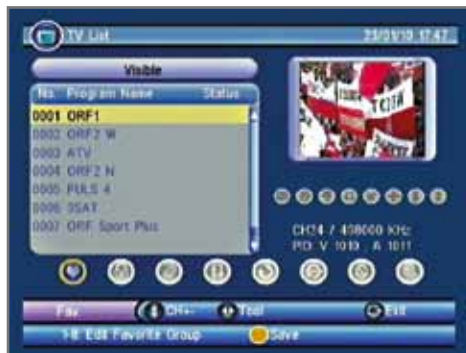 TV List 23/01/10 17:42
Visible
No. Program Name Status
0001 ORF1
0002 ORF2 W
0003 ATV
0004 ORF2 N
0005 PULS 4
0006 3SAT
0007 ORF Sport Plus
CH24 / 498000 KHz
PID: V 1010 , A 1011
Fav CH+- Tool Exit
1-8: Edit Favorite Group Save